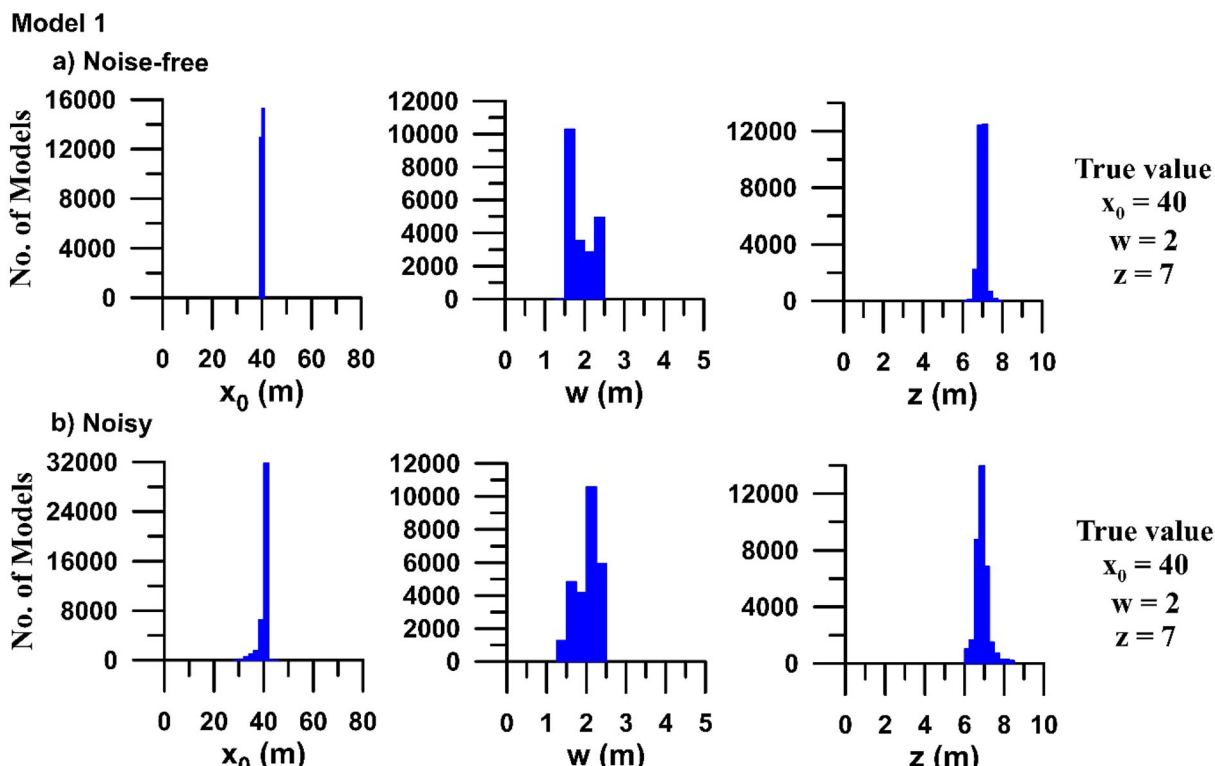 Model 1
a) Noise-free
No. of Models
16000
12000
8000
4000
0
0 20 40 60 80
x₀ (m)
12000
10000
8000
6000
4000
2000
0
0 1 2 3 4 5
w (m)
12000
8000
4000
0
0 2 4 6 8 10
z (m)
True value
x₀ = 40
w = 2
z = 7
b) Noisy
No. of Models
32000
24000
16000
8000
0
0 20 40 60 80
x₀ (m)
12000
10000
8000
6000
4000
2000
0
0 1 2 3 4 5
w (m)
12000
8000
4000
0
0 2 4 6 8 10
z (m)
True value
x₀ = 40
w = 2
z = 7